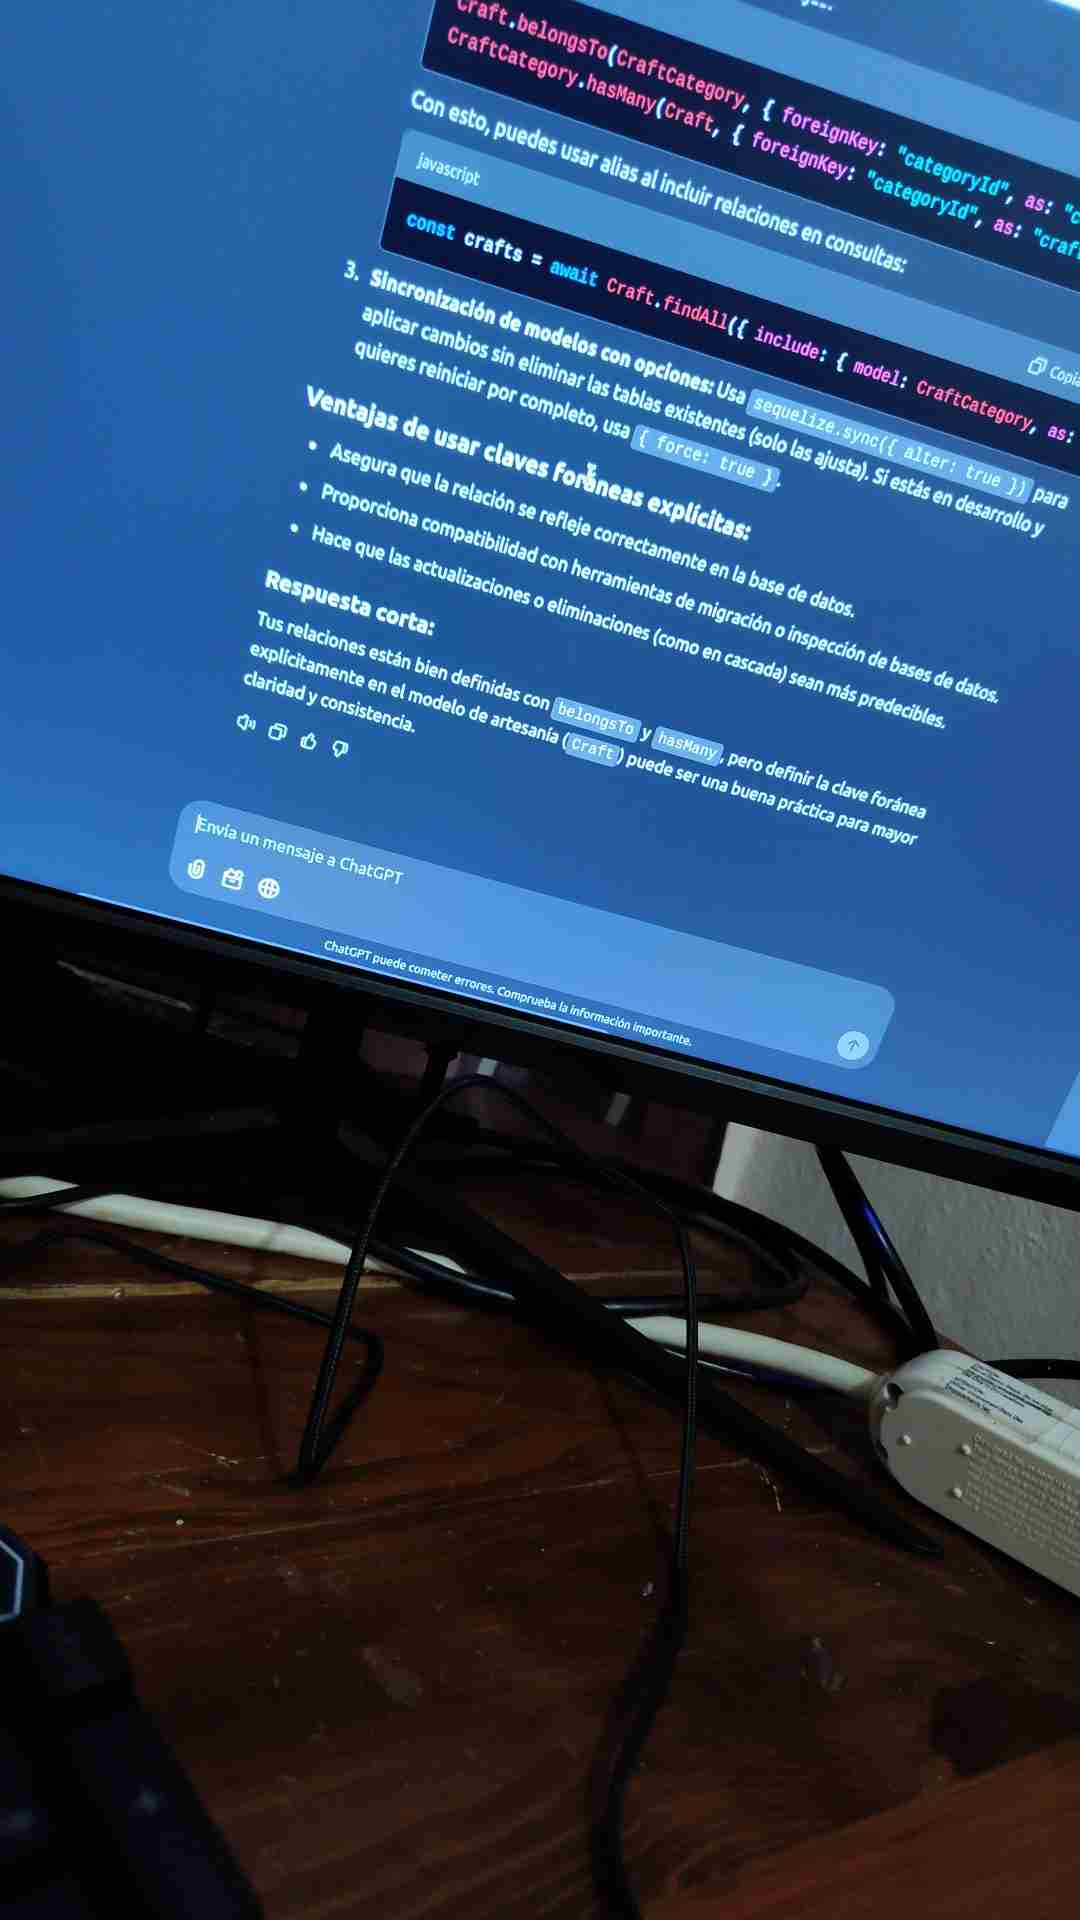 Craft.belongsTo(CraftCategory, { foreignKey: "categoryId", as: "c
CraftCategory.hasMany(Craft, { foreignKey: "categoryId", as: "craf
Con esto, puedes usar alias al incluir relaciones en consultas:
javascript
Copia
const crafts = await Craft.findAll({ include: { model: CraftCategory, as:
3. Sincronización de modelos con opciones: Usa sequelize.sync({ alter: true }) para
aplicar cambios sin eliminar las tablas existentes (solo las ajusta). Si estás en desarrollo y
quieres reiniciar por completo, usa { force: true }.
Ventajas de usar claves foráneas explícitas:
• Asegura que la relación se refleje correctamente en la base de datos.
• Proporciona compatibilidad con herramientas de migración o inspección de bases de datos.
• Hace que las actualizaciones o eliminaciones (como en cascada) sean más predecibles.
Respuesta corta:
Tus relaciones están bien definidas con belongsTo y hasMany, pero definir la clave foránea
explícitamente en el modelo de artesanía (Craft) puede ser una buena práctica para mayor
claridad y consistencia.
Envía un mensaje a ChatGPT
ChatGPT puede cometer errores. Comprueba la información importante.